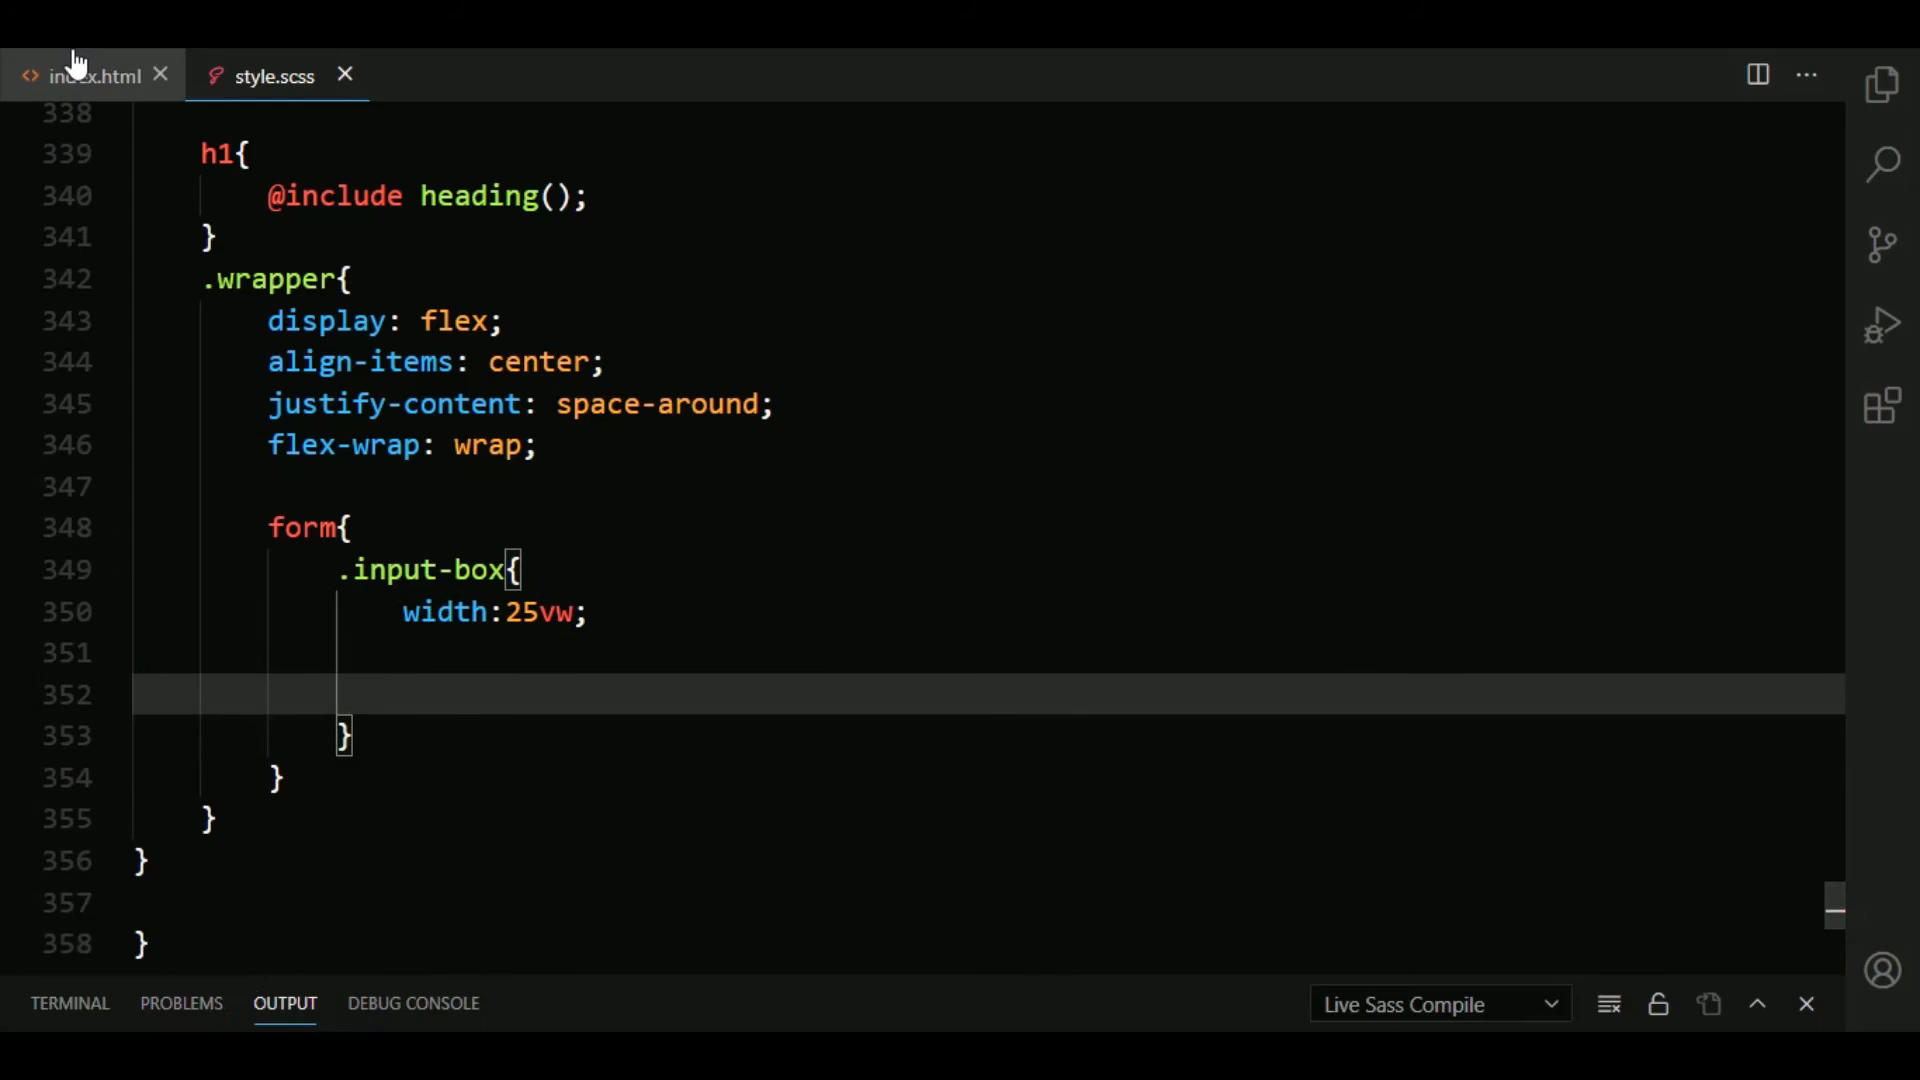 index.html
style.scss
338
339 h1{
340 @include heading();
341 }
342 .wrapper{
343 display: flex;
344 align-items: center;
345 justify-content: space-around;
346 flex-wrap: wrap;
347
348 form{
349 .input-box{
350 width:25vw;
351
352
353 }
354 }
355 }
356 }
357
358 }
TERMINAL PROBLEMS OUTPUT DEBUG CONSOLE Live Sass Compile